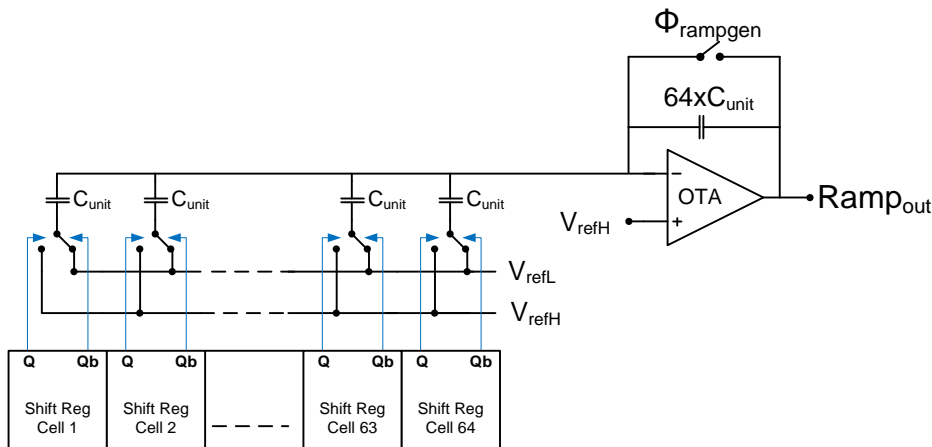 Φrampgen
64xCunit
Cunit Cunit Cunit Cunit
OTA
−
+
Rampout
VrefH
VrefL
VrefH
Q Qb Q Qb Q Qb Q Qb
Shift Reg Cell 1
Shift Reg Cell 2
Shift Reg Cell 63
Shift Reg Cell 64